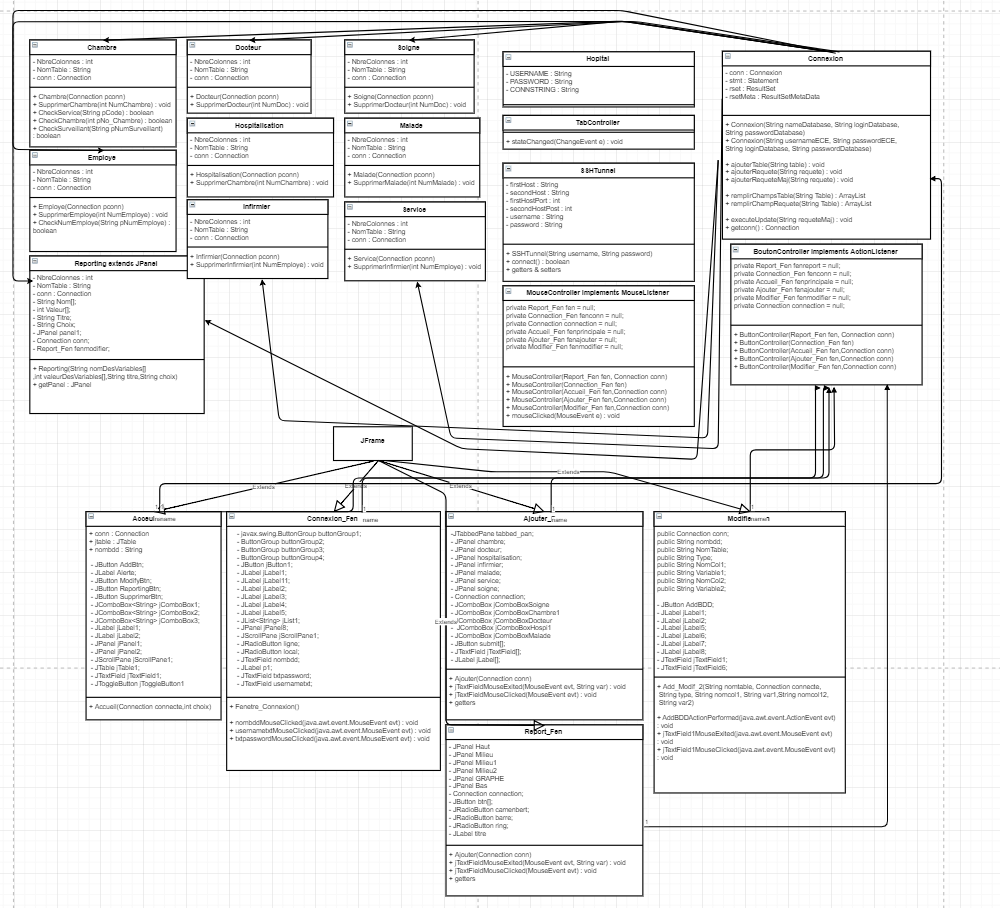 Chambre
- NbreColonnes : int
- NomTable : String
- conn : Connection
+ Chambre(Connection pconn)
+ SupprimerChambre(int NumChambre) : void
+ CheckService(String pCode) : boolean
+ CheckChambre(int pNo_Chambre) : boolean
+ CheckSurveillant(String pNumSurveillant)
: boolean
Docteur
- NbreColonnes : int
- NomTable : String
- conn : Connection
+ Docteur(Connection pconn)
+ SupprimerDocteur(int NumDoc) : void
Soigne
- NbreColonnes : int
- NomTable : String
- conn : Connection
+ Soigne(Connection pconn)
+ SupprimerDocteur(int NumDoc) : void
Hopital
- USERNAME : String
- PASSWORD : String
- CONNSTRING : String
Connexion
- conn : Connexion
- stmt : Statement
- rset : ResultSet
- rsetMeta : ResultSetMetaData
+ Connexion(String nameDatabase, String loginDatabase,
String passwordDatabase)
+ Connexion(String usernameECE, String passwordECE,
String loginDatabase, String passwordDatabase)
+ ajouterTable(String table) : void
+ ajouterRequete(String requete) : void
+ ajouterRequeteMaj(String requete) : void
+ remplirChampsTable(String Table) : ArrayList
+ remplirChampRequete(String Table) : ArrayList
+ executeUpdate(String requeteMaj) : void
+ getconn() : Connection
Hospitalisation
- NbreColonnes : int
- NomTable : String
- conn : Connection
+ Hospitalisation(Connection pconn)
+ SupprimerChambre(int NumChambre) : void
Malade
- NbreColonnes : int
- NomTable : String
- conn : Connection
+ Malade(Connection pconn)
+ SupprimerMalade(int NumMalade) : void
TabController
+ stateChanged(ChangeEvent e) : void
Employe
- NbreColonnes : int
- NomTable : String
- conn : Connection
+ Employe(Connection pconn)
+ SupprimerEmploye(int NumEmploye) : void
+ CheckNumEmploye(String pNumEmploye) :
boolean
Infirmier
- NbreColonnes : int
- NomTable : String
- conn : Connection
+ Infirmier(Connection pconn)
+ SupprimerInfirmier(int NumEmploye) : void
Service
- NbreColonnes : int
- NomTable : String
- conn : Connection
+ Service(Connection pconn)
+ SupprimerInfirmier(int NumEmploye) : void
SSHTunnel
- firstHost : String
- secondHost : String
- firstHostPort : int
- secondHostPost : int
- username : String
- password : String
+ SSHTunnel(String username, String password)
+ connect() : boolean
+ getters & setters
Reporting extends JPanel
- NbreColonnes : int
- NomTable : String
- conn : Connection
- String Nom[];
- int Valeur[];
- String Titre;
- String Choix;
- JPanel panel1;
- Connection conn;
- Report_Fen fenmodifier;
+ Reporting(String nomDesVariables[]
,int valeurDesVariables[],String titre,String choix)
+ getPanel : JPanel
MouseController implements MouseListener
private Report_Fen fen = null;
private Connection_Fen fenconn = null;
private Connection connection = null;
private Accueil_Fen fenprincipale = null;
private Ajouter_Fen fenajouter = null;
private Modifier_Fen fenmodifier = null;
+ MouseController(Report_Fen fen, Connection conn)
+ MouseController(Connection_Fen fen)
+ MouseController(Accueil_Fen fen,Connection conn)
+ MouseController(Ajouter_Fen fen,Connection conn)
+ MouseController(Modifier_Fen fen,Connection conn)
+ mouseClicked(MouseEvent e) : void
BoutonController implements ActionListener
private Report_Fen fenreport = null;
private Connection_Fen fenconn = null;
private Accueil_Fen fenprincipale = null;
private Ajouter_Fen fenajouter = null;
private Modifier_Fen fenmodifier = null;
private Connection connection = null;
+ ButtonController(Report_Fen fen, Connection conn)
+ ButtonController(Connection_Fen fen)
+ ButtonController(Accueil_Fen fen,Connection conn)
+ ButtonController(Ajouter_Fen fen,Connection conn)
+ ButtonController(Modifier_Fen fen,Connection conn)
JFrame
Extends
Extends
Extends
Extends
Extends
Accueil
name
+ conn : Connection
+ jtable : JTable
+ nombdd : String
- JButton AddBtn;
- JLabel Alerte;
- JButton ModifyBtn;
- JButton ReportingBtn;
- JButton SupprimerBtn;
- JComboBox<String> jComboBox1;
- JComboBox<String> jComboBox2;
- JComboBox<String> jComboBox3;
- JLabel jLabel1;
- JLabel jLabel2;
- JPanel jPanel1;
- JPanel jPanel2;
- JScrollPane jScrollPane1;
- JTable jTable1;
- JTextField jTextField1;
- JToggleButton jToggleButton1
+ Accueil(Connection connecte,int choix)
Connexion_Fen
1
name
- javax.swing.ButtonGroup buttonGroup1;
- ButtonGroup buttonGroup2;
- ButtonGroup buttonGroup3;
- ButtonGroup buttonGroup4;
- JButton jButton1;
- JLabel jLabel1;
- JLabel jLabel11;
- JLabel jLabel2;
- JLabel jLabel3;
- JLabel jLabel4;
- JLabel jLabel5;
- JList<String> jList1;
- JPanel jPanel8;
- JScrollPane jScrollPane1;
- JRadioButton ligne;
- JRadioButton local;
- JTextField nombdd;
- JLabel p1;
- JTextField txtpassword;
- JTextField usernametxt;
+ Fenetre_Connexion()
+ nombddMouseClicked(java.awt.event.MouseEvent evt) : void
+ usernametxtMouseClicked(java.awt.event.MouseEvent evt) : void
+ txtpasswordMouseClicked(java.awt.event.MouseEvent evt) : void
Ajouter_
1
name
-JTabbedPane tabbed_pan;
- JPanel chambre;
- JPanel docteur;
- JPanel hospitalisation;
- JPanel infirmier;
- JPanel malade;
- JPanel service;
- JPanel soigne;
- Connection connection;
- JComboBox jComboBoxSoigne
- JComboBox jComboBoxChambre1
- JComboBox jComboBoxDocteur
- JComboBox jComboBoxHospi1
- JComboBox jComboBoxMalade
- JButton submit[];
- JTextField jTextField[];
- JLabel jLabel[];
+ Ajouter(Connection conn)
+ jTextFieldMouseExited(MouseEvent evt, String var) : void
+ jTextFieldMouseClicked(MouseEvent evt) : void
+ getters
1
name
public Connection conn;
public String nombdd;
public String NomTable;
public String Type;
public String NomCol1;
public String Variable1;
public String NomCol2;
public String Variable2;
- JButton AddBDD;
- JLabel jLabel1;
- JLabel jLabel2;
- JLabel jLabel5;
- JLabel jLabel6;
- JLabel jLabel7;
- JLabel jLabel8;
- JTextField jTextField1;
- JTextField jTextField6;
+ Add_Modif_2(String nomtable, Connection connecte,
String type, String nomcol1, String var1,String nomcol12,
String var2)
+ AddBDDActionPerformed(java.awt.event.ActionEvent evt)
: void
+ jTextField1MouseExited(java.awt.event.MouseEvent evt)
: void
+ jTextField1MouseClicked(java.awt.event.MouseEvent evt)
: void
Report_Fen
- JPanel Haut
- JPanel Milieu
- JPanel Milieu1
- JPanel Milieu2
- JPanel GRAPHE
- JPanel Bas
- Connection connection;
- JButton btn[];
- JRadioButton camenbert;
- JRadioButton barre;
- JRadioButton ring;
- JLabel titre
+ Ajouter(Connection conn)
+ jTextFieldMouseExited(MouseEvent evt, String var) : void
+ jTextFieldMouseClicked(MouseEvent evt) : void
+ getters
1